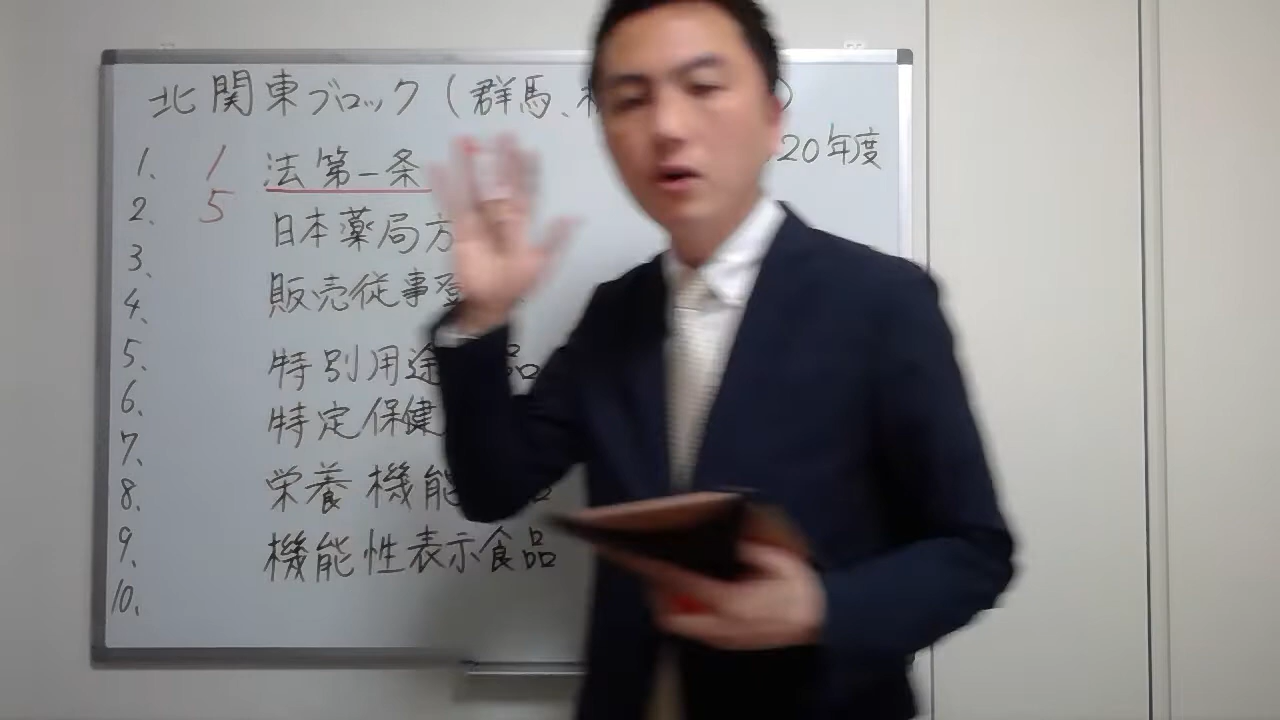 北関東ブロック(群馬、
20年度
1. 1 法第一条
2. 5 日本薬局方
3. 販売従事登
4.
5. 特別用途 品
6. 特定保健
7.
8. 栄養機能 品
9. 機能性表示食品
10.